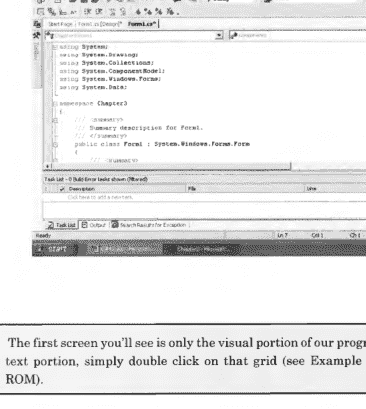 Start Page | Form1.cs [Design]* Form1.cs*
using System;
using System.Drawing;
using System.Collections;
using System.ComponentModel;
using System.Windows.Forms;
using System.Data;
namespace Chapter3
{
/// <summary>
/// Summary description for Form1.
/// </summary>
public class Form1 : System.Windows.Forms.Form
{
/// <summary>
Task List - 0 Build Error tasks shown (filtered)
! Description File Line
Click here to add a new task
Task List Output Search Results for Exception
Ready Ln 7 Col 1 Ch 1
START
The first screen you'll see is only the visual portion of our progr
text portion, simply double click on that grid (see Example
ROM).